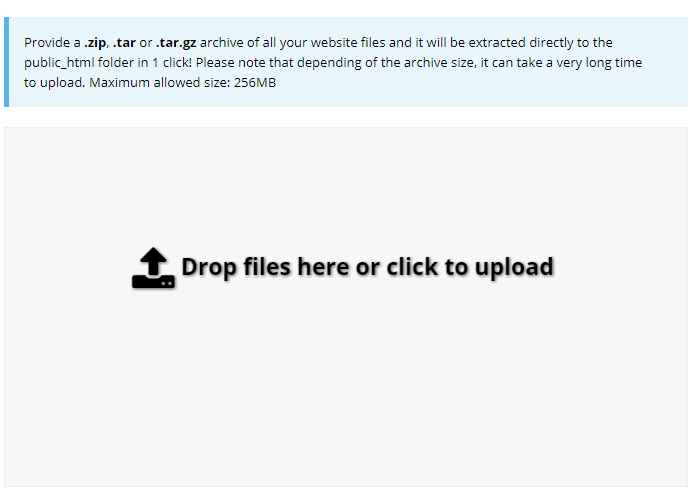 Provide a .zip, .tar or .tar.gz archive of all your website files and it will be extracted directly to the
public_html folder in 1 click! Please note that depending of the archive size, it can take a very long time
to upload. Maximum allowed size: 256MB
Drop files here or click to upload